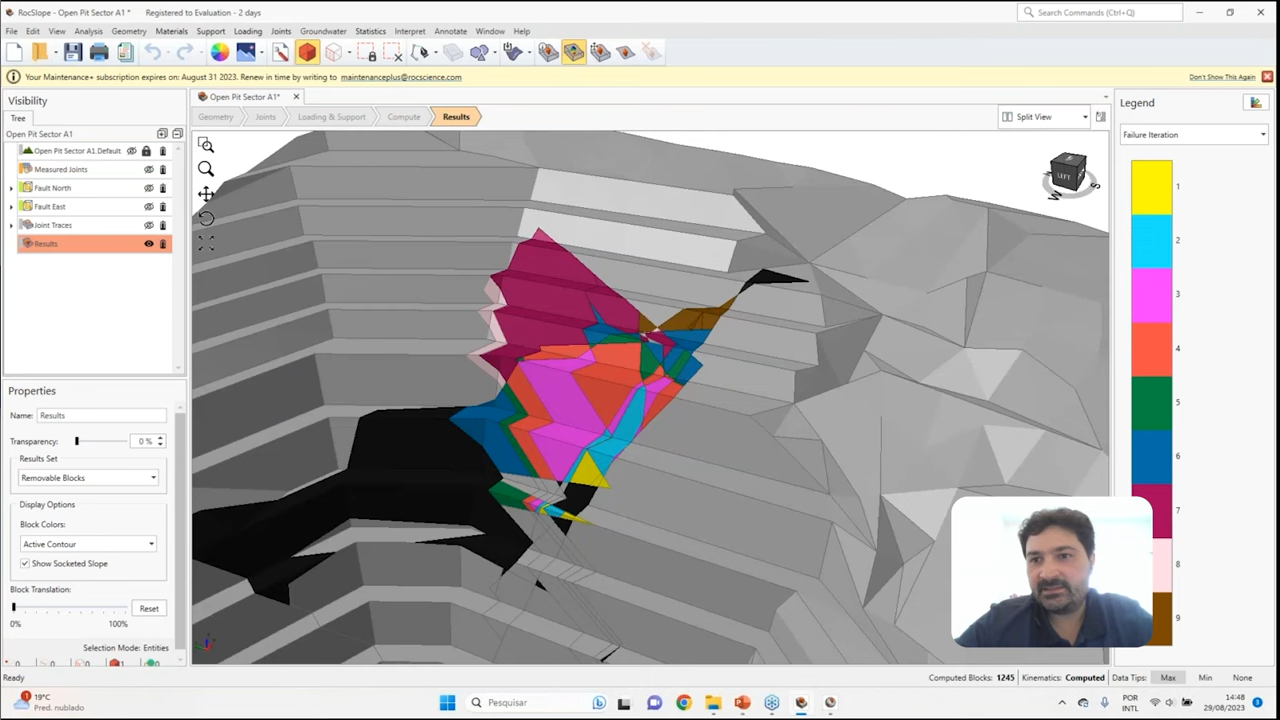 RocSlope - Open Pit Sector A1 *
Registered to Evaluation - 2 days
Search Commands (Ctrl+Q)
File Edit View Analysis Geometry Materials Support Loading Joints Groundwater Statistics Interpret Annotate Window Help
Your Maintenance+ subscription expires on: August 31 2023. Renew in time by writing to maintenanceplus@rocscience.com
Don't Show This Again
Visibility
Tree
Open Pit Sector A1
Open Pit Sector A1.Default
Measured Joints
Fault North
Fault East
Joint Traces
Results
Properties
Name: Results
Transparency: 0 %
Results Set
Removable Blocks
Display Options
Block Colors:
Active Contour
Show Socketed Slope
Block Translation:
Reset
0% 100%
Selection Mode: Entities
Open Pit Sector A1*
Geometry Joints Loading & Support Compute Results
Split View
LEFT
W
S
Legend
Failure Iteration
1
2
3
4
5
6
7
8
9
Ready
Computed Blocks: 1245 Kinematics: Computed Data Tips: Max Min None
1
19°C
Pred. nublado
Pesquisar
POR
INTL
14:48
29/08/2023